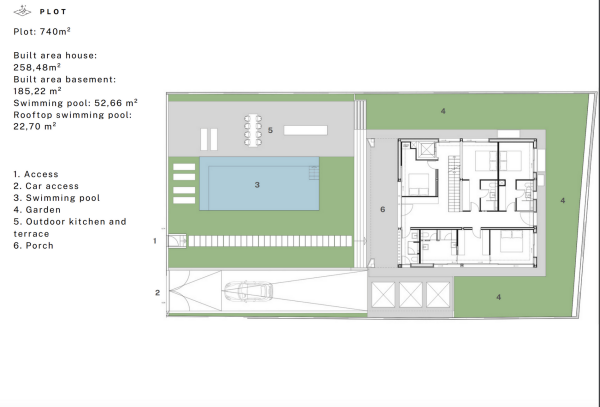 PLOT
Plot: 740m²
Built area house:
258,48m²
Built area basement:
185,22 m²
Swimming pool: 52,66 m²
Rooftop swimming pool:
22,70 m²
1. Access
2. Car access
3. Swimming pool
4. Garden
5. Outdoor kitchen and
terrace
6. Porch
4
5
3
4
6
1
2
4